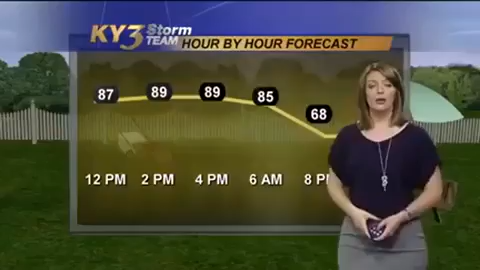 KY3 Storm
TEAM HOUR BY HOUR FORECAST
87 89 89 85 68
12 PM 2 PM 4 PM 6 AM 8 P